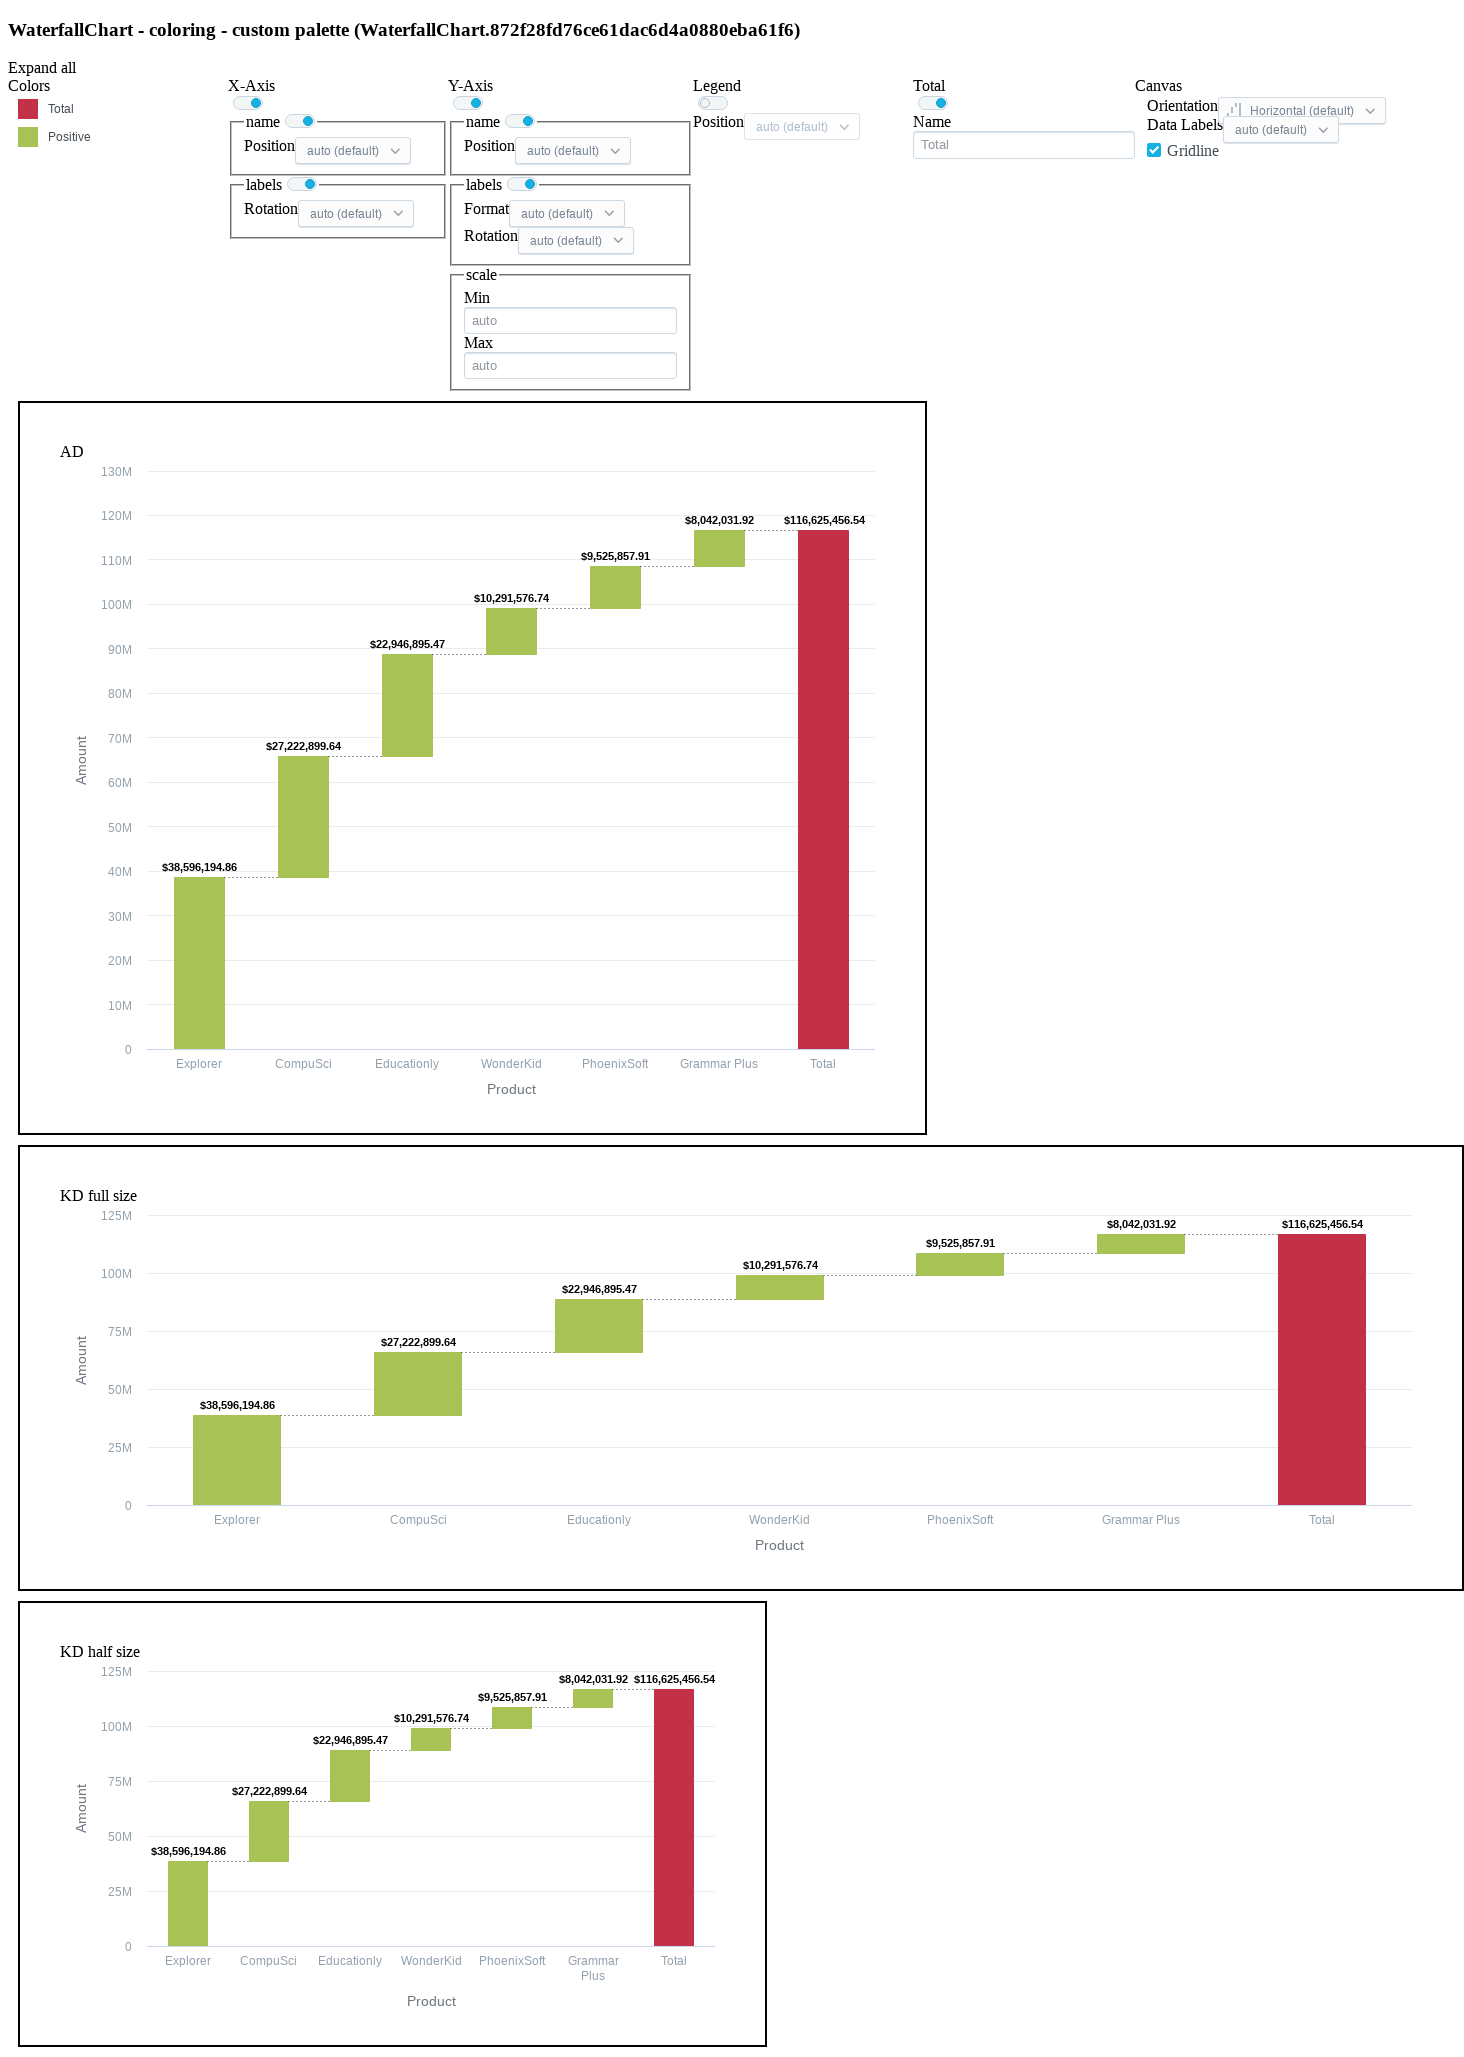 WaterfallChart - coloring - custom palette (WaterfallChart.872f28fd76ce61dac6d4a0880eba61f6)
Expand all
Colors
Total
Positive
X-Axis
name
Position auto (default)
labels
Rotation auto (default)
Y-Axis
name
Position auto (default)
labels
Format auto (default)
Rotation auto (default)
scale
Min
auto
Max
auto
Legend
Position auto (default)
Total
Name
Total
Canvas
Orientation Horizontal (default)
Data Labels auto (default)
Gridline
AD
130M
120M
110M
100M
90M
80M
70M
60M
50M
40M
30M
20M
10M
0
Amount
$38,596,194.86
$27,222,899.64
$22,946,895.47
$10,291,576.74
$9,525,857.91
$8,042,031.92
$116,625,456.54
Explorer CompuSci Educationly WonderKid PhoenixSoft Grammar Plus Total
Product
KD full size
125M
100M
75M
50M
25M
0
Amount
$38,596,194.86
$27,222,899.64
$22,946,895.47
$10,291,576.74
$9,525,857.91
$8,042,031.92
$116,625,456.54
Explorer CompuSci Educationly WonderKid PhoenixSoft Grammar Plus Total
Product
KD half size
125M
100M
75M
50M
25M
0
Amount
$38,596,194.86
$27,222,899.64
$22,946,895.47
$10,291,576.74
$9,525,857.91
$8,042,031.92
$116,625,456.54
Explorer CompuSci Educationly WonderKid PhoenixSoft Grammar Total
Plus
Product